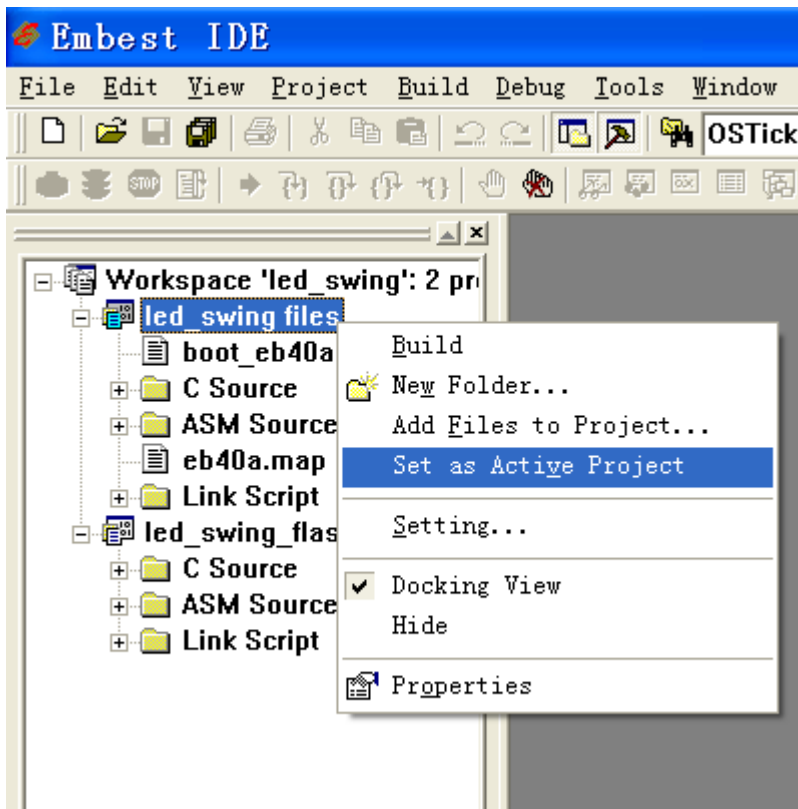 Embest IDE
File Edit View Project Build Debug Tools Window
OSTick
STOP
Workspace 'led_swing': 2 pr
led_swing files
boot_eb40a
C Source
ASM Source
eb40a.map
Link Script
led_swing_flas
C Source
ASM Source
Link Script
Build
New Folder...
Add Files to Project...
Set as Active Project
Setting...
Docking View
Hide
Properties